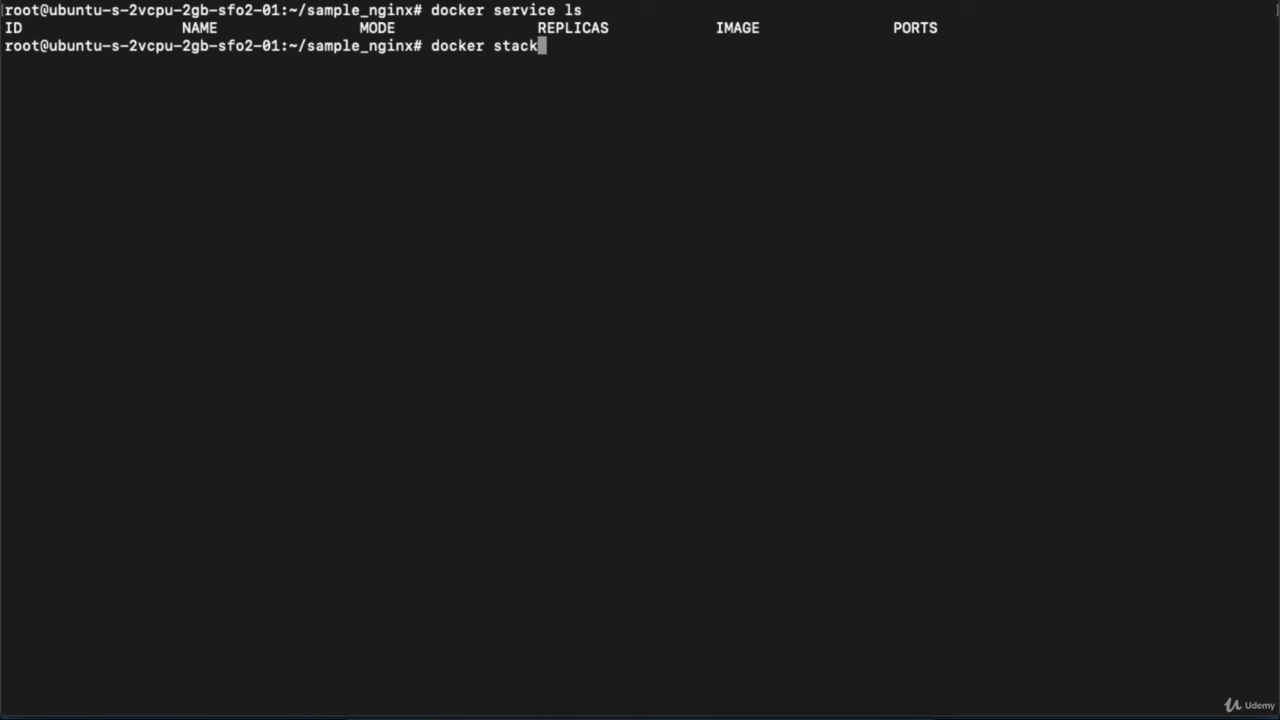 root@ubuntu-s-2vcpu-2gb-sfo2-01:~/sample_nginx# docker service ls
ID NAME MODE REPLICAS IMAGE PORTS
root@ubuntu-s-2vcpu-2gb-sfo2-01:~/sample_nginx# docker stack
Udemy